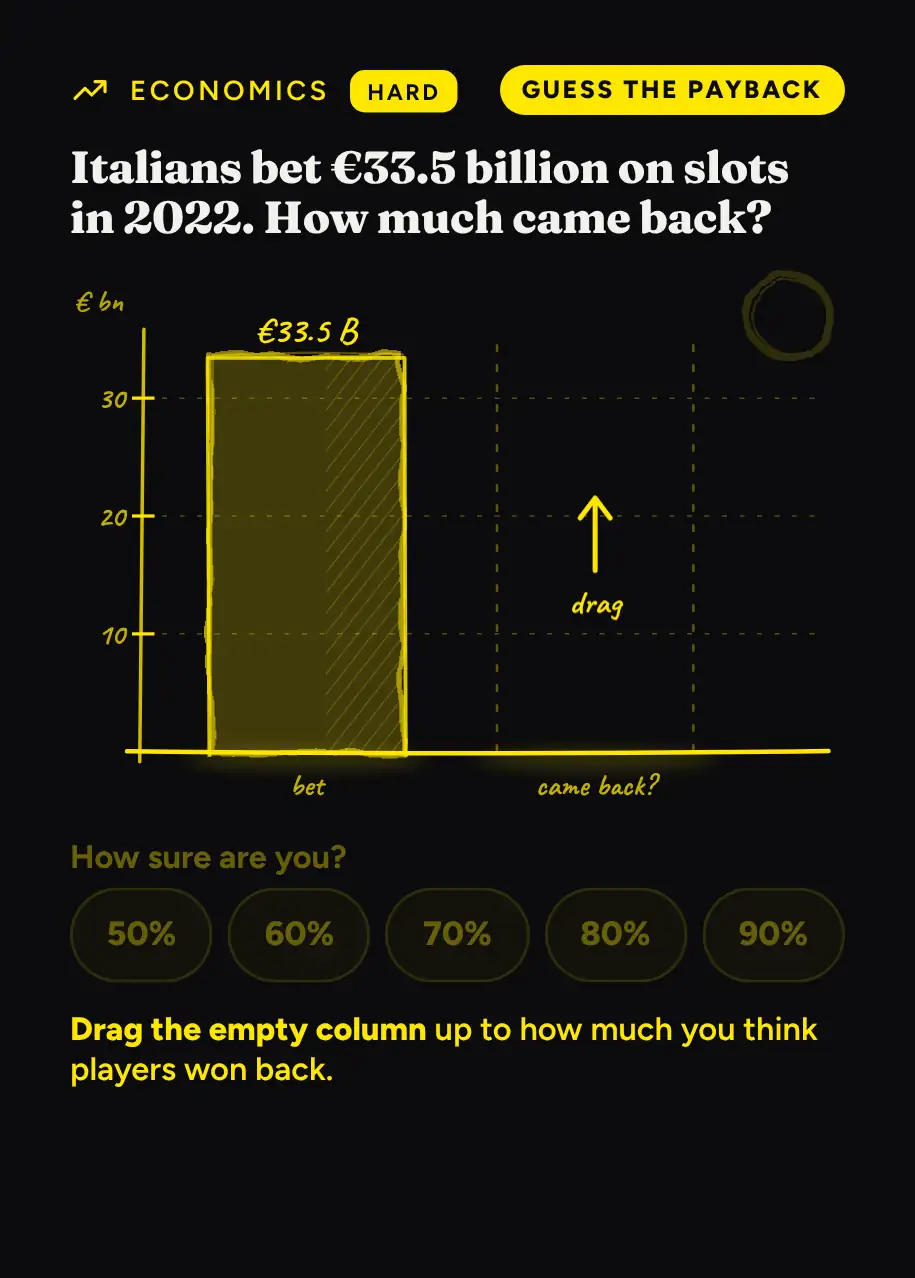 ECONOMICS HARD GUESS THE PAYBACK
Italians bet €33.5 billion on slots
in 2022. How much came back?
€ bn
€33.5 B
30
20
drag
10
bet came back?
How sure are you?
50% 60% 70% 80% 90%
Drag the empty column up to how much you think
players won back.